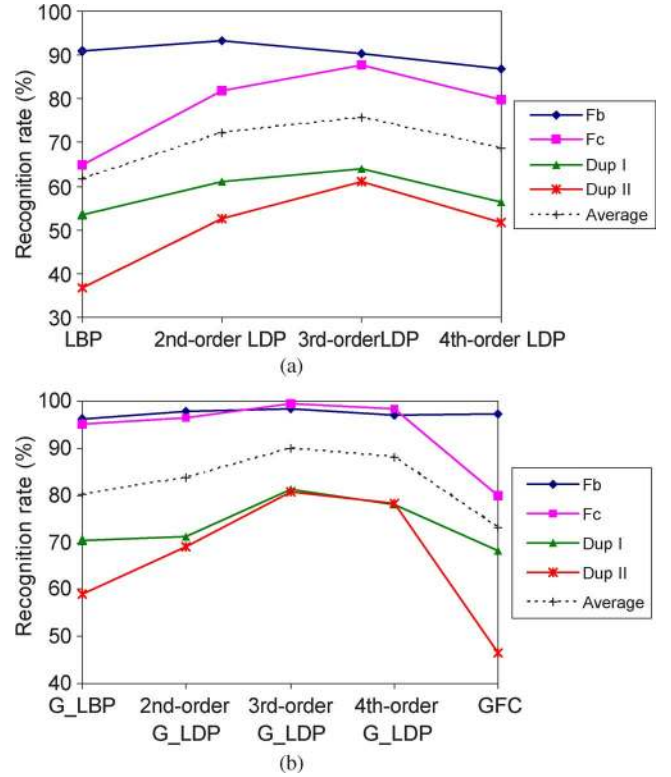 Recognition rate (%)
100
90
80
70
60
50
40
30
LBP
2nd-order LDP
3rd-orderLDP
4th-order LDP
Fb
Fc
Dup I
Dup II
Average
(a)
Recognition rate (%)
100
90
80
70
60
50
40
G_LBP
2nd-order
G_LDP
3rd-order
G_LDP
4th-order
G_LDP
GFC
Fb
Fc
Dup I
Dup II
Average
(b)